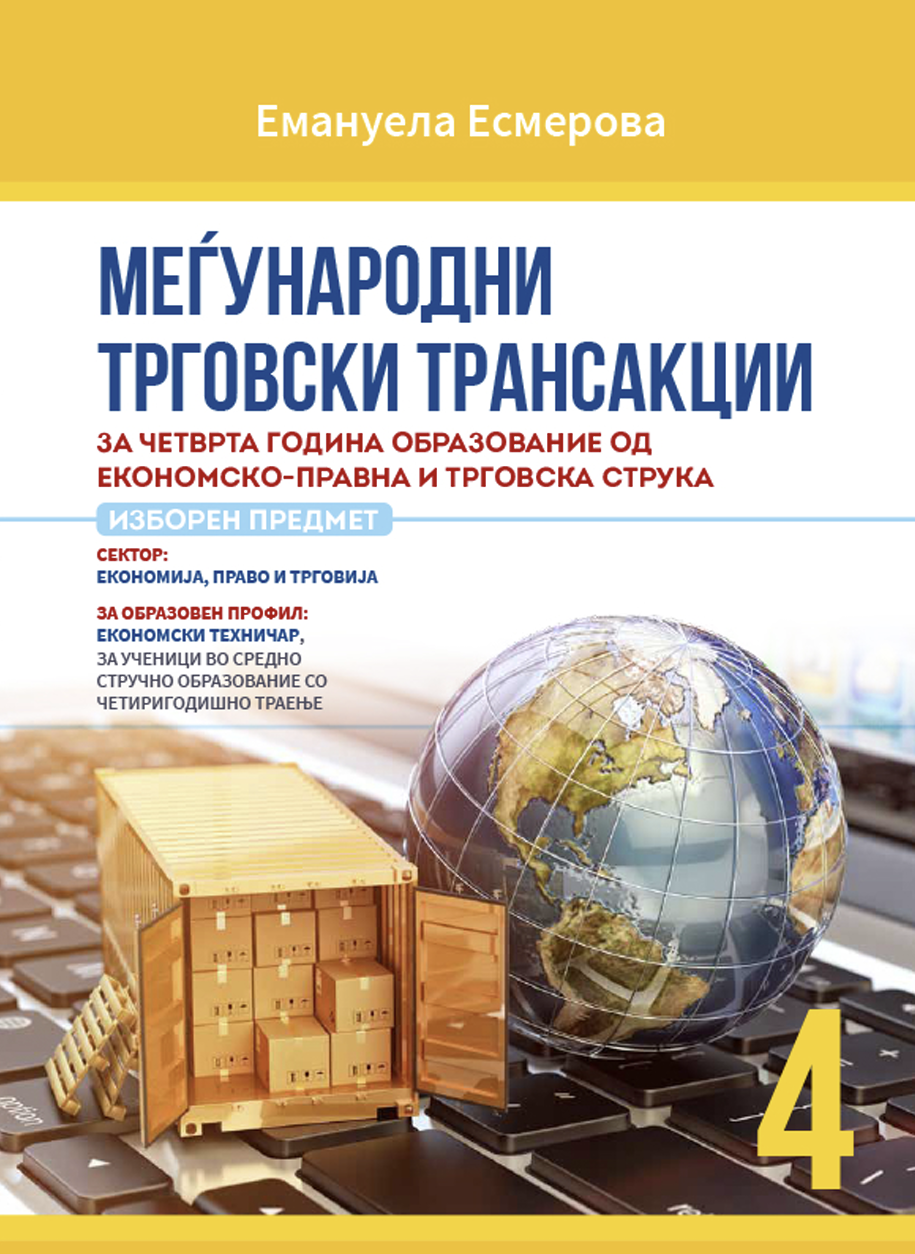 Емануела Есмерова
МЕЃУНАРОДНИ
ТРГОВСКИ ТРАНСАКЦИИ
ЗА ЧЕТВРТА ГОДИНА ОБРАЗОВАНИЕ ОД
ЕКОНОМСКО-ПРАВНА И ТРГОВСКА СТРУКА
ИЗБОРЕН ПРЕДМЕТ
СЕКТОР:
ЕКОНОМИЈА, ПРАВО И ТРГОВИЈА
ЗА ОБРАЗОВЕН ПРОФИЛ:
ЕКОНОМСКИ ТЕХНИЧАР,
ЗА УЧЕНИЦИ ВО СРЕДНО
СТРУЧНО ОБРАЗОВАНИЕ СО
ЧЕТИРИГОДИШНО ТРАЕЊЕ
option
4